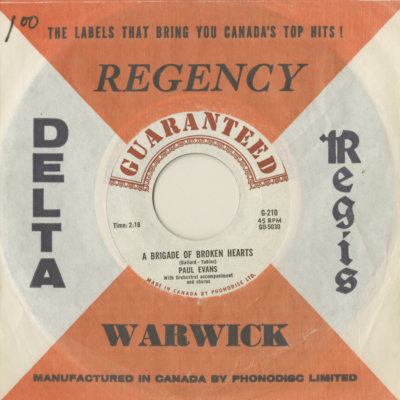 1.00
THE LABELS THAT BRING YOU CANADA'S TOP HITS!
REGENCY
DELTA
Regis
GUARANTEED
Time: 2:18
G-210
45 RPM
GU-5030
A BRIGADE OF BROKEN HEARTS
(Ballard - Tobias)
PAUL EVANS
With Orchestral accompaniment
and chorus
MADE IN CANADA BY PHONODISC LTD.
WARWICK
MANUFACTURED IN CANADA BY PHONODISC LIMITED